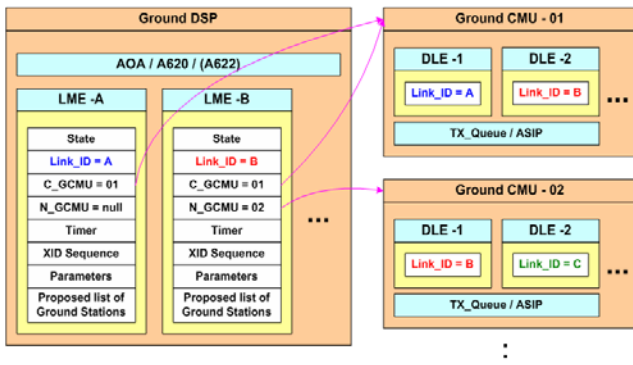 Ground DSP
AOA / A620 / (A622)
LME -A
State
Link_ID = A
C_GCMU = 01
N_GCMU = null
Timer
XID Sequence
Parameters
Proposed list of
Ground Stations
LME -B
State
Link_ID = B
C_GCMU = 01
N_GCMU = 02
Timer
XID Sequence
Parameters
Proposed list of
Ground Stations
...
Ground CMU - 01
DLE -1
Link_ID = A
DLE -2
Link_ID = B
...
TX_Queue / ASIP
Ground CMU - 02
DLE -1
Link_ID = B
DLE -2
Link_ID = C
...
TX_Queue / ASIP
: